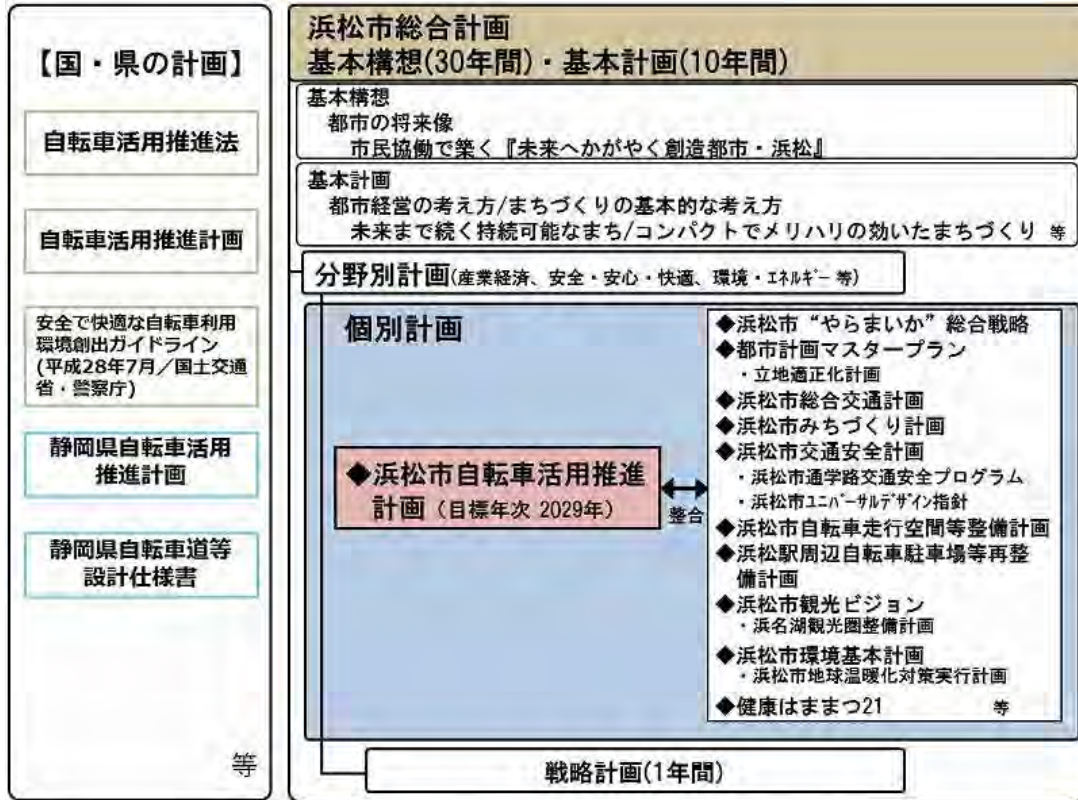 【国・県の計画】
自転車活用推進法
自転車活用推進計画
安全で快適な自転車利用
環境創出ガイドライン
(平成28年7月／国土交通
省・警察庁)
静岡県自転車活用
推進計画
静岡県自転車道等
設計仕様書
等
浜松市総合計画
基本構想(30年間)・基本計画(10年間)
基本構想
都市の将来像
市民協働で築く『未来へかがやく創造都市・浜松』
基本計画
都市経営の考え方/まちづくりの基本的な考え方
未来まで続く持続可能なまち/コンパクトでメリハリの効いたまちづくり 等
分野別計画(産業経済、安全・安心・快適、環境・ｴﾈﾙｷﾞｰ 等)
個別計画
◆浜松市自転車活用推進
計画（目標年次 2029年）
整合
◆浜松市“やらまいか”総合戦略
◆都市計画マスタープラン
・立地適正化計画
◆浜松市総合交通計画
◆浜松市みちづくり計画
◆浜松市交通安全計画
・浜松市通学路交通安全プログラム
・浜松市ﾕﾆﾊﾞｰｻﾙﾃﾞｻﾞｲﾝ指針
◆浜松市自転車走行空間等整備計画
◆浜松駅周辺自転車駐車場等再整
備計画
◆浜松市観光ビジョン
・浜名湖観光圏整備計画
◆浜松市環境基本計画
・浜松市地球温暖化対策実行計画
◆健康はままつ21 等
戦略計画(1年間)